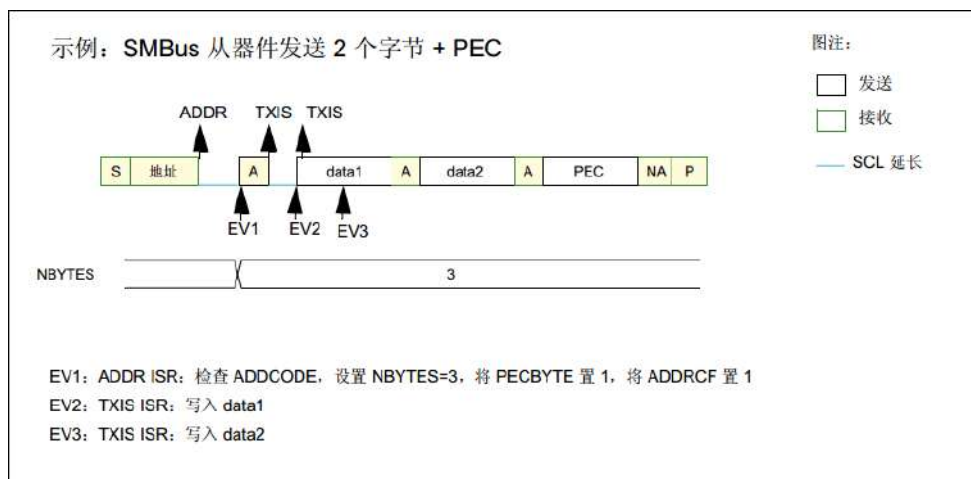 示例：SMBus 从器件发送 2 个字节 + PEC
图注：
发送
接收
SCL 延长
ADDR TXIS TXIS
S 地址 A data1 A data2 A PEC NA P
EV1 EV2 EV3
NBYTES 3
EV1：ADDR ISR：检查 ADDCODE，设置 NBYTES=3，将 PECBYTE 置 1，将 ADDRCF 置 1
EV2：TXIS ISR：写入 data1
EV3：TXIS ISR：写入 data2